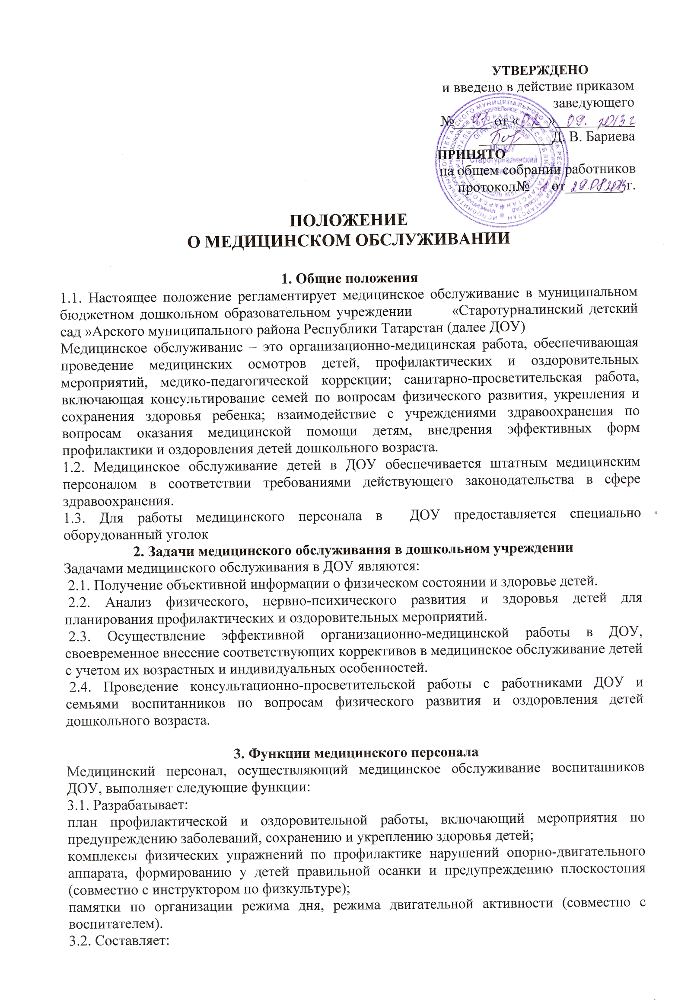 УТВЕРЖДЕНО
и введено в действие приказом
заведующего
№ от « » 09. 2013 г
Д. В. Бариева
ПРИНЯТО
на общем собрании работников
протокол№ 1 от 29.08.2013 г.
МБДОУ
Старотурналинский
детский сад
ПОЛОЖЕНИЕ
О МЕДИЦИНСКОМ ОБСЛУЖИВАНИИ
1. Общие положения
1.1. Настоящее положение регламентирует медицинское обслуживание в муниципальном
бюджетном дошкольном образовательном учреждении «Старотурналинский детский
сад »Арского муниципального района Республики Татарстан (далее ДОУ)
Медицинское обслуживание – это организационно-медицинская работа, обеспечивающая
проведение медицинских осмотров детей, профилактических и оздоровительных
мероприятий, медико-педагогической коррекции; санитарно-просветительская работа,
включающая консультирование семей по вопросам физического развития, укрепления и
сохранения здоровья ребенка; взаимодействие с учреждениями здравоохранения по
вопросам оказания медицинской помощи детям, внедрения эффективных форм
профилактики и оздоровления детей дошкольного возраста.
1.2. Медицинское обслуживание детей в ДОУ обеспечивается штатным медицинским
персоналом в соответствии требованиями действующего законодательства в сфере
здравоохранения.
1.3. Для работы медицинского персонала в ДОУ предоставляется специально
оборудованный уголок
2. Задачи медицинского обслуживания в дошкольном учреждении
Задачами медицинского обслуживания в ДОУ являются:
2.1. Получение объективной информации о физическом состоянии и здоровье детей.
2.2. Анализ физического, нервно-психического развития и здоровья детей для
планирования профилактических и оздоровительных мероприятий.
2.3. Осуществление эффективной организационно-медицинской работы в ДОУ,
своевременное внесение соответствующих коррективов в медицинское обслуживание детей
с учетом их возрастных и индивидуальных особенностей.
2.4. Проведение консультационно-просветительской работы с работниками ДОУ и
семьями воспитанников по вопросам физического развития и оздоровления детей
дошкольного возраста.
3. Функции медицинского персонала
Медицинский персонал, осуществляющий медицинское обслуживание воспитанников
ДОУ, выполняет следующие функции:
3.1. Разрабатывает:
план профилактической и оздоровительной работы, включающий мероприятия по
предупреждению заболеваний, сохранению и укреплению здоровья детей;
комплексы физических упражнений по профилактике нарушений опорно-двигательного
аппарата, формированию у детей правильной осанки и предупреждению плоскостопия
(совместно с инструктором по физкультуре);
памятки по организации режима дня, режима двигательной активности (совместно с
воспитателем).
3.2. Составляет: